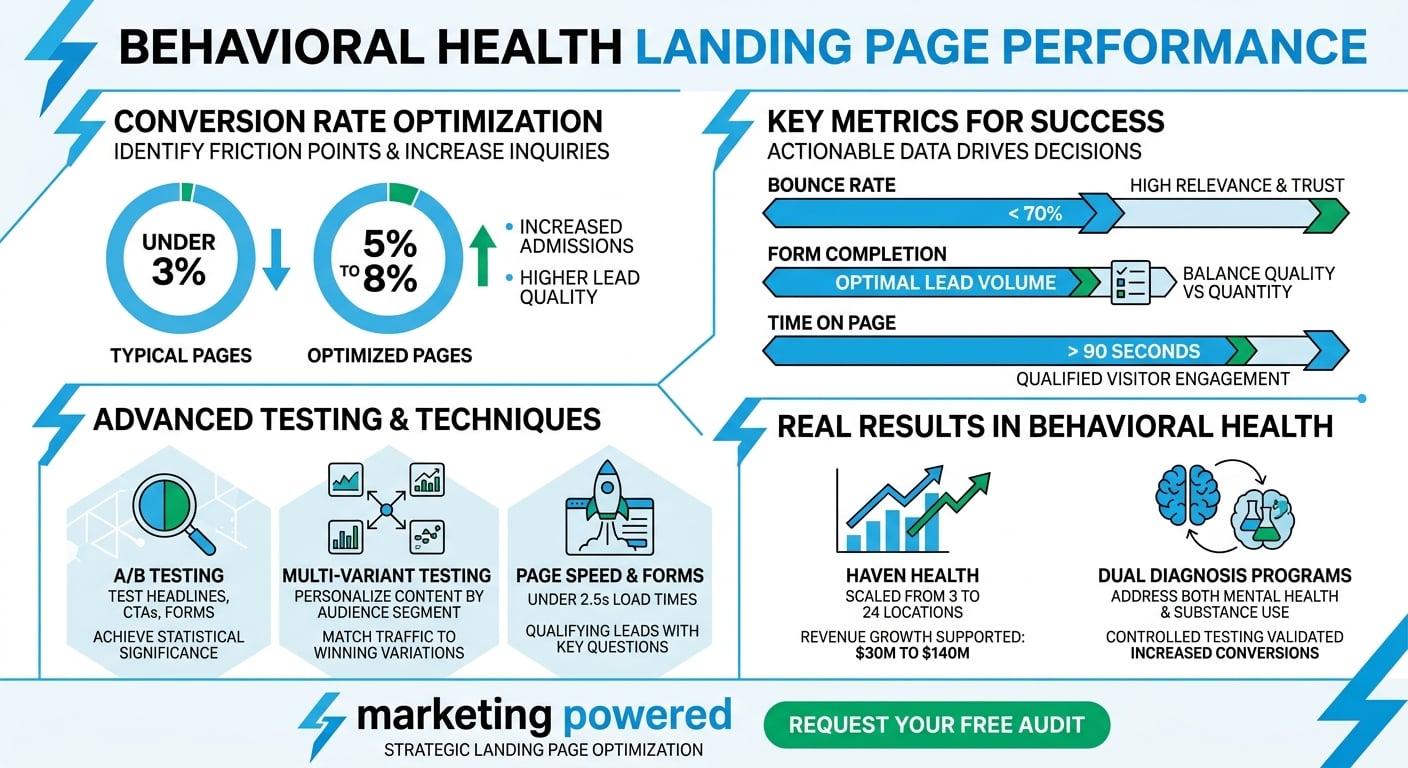 BEHAVIORAL HEALTH LANDING PAGE PERFORMANCE
CONVERSION RATE OPTIMIZATION
IDENTIFY FRICTION POINTS & INCREASE INQUIRIES
UNDER
3%
TYPICAL PAGES
5%
TO 8%
OPTIMIZED PAGES
• INCREASED
ADMISSIONS
• HIGHER LEAD
QUALITY
KEY METRICS FOR SUCCESS
ACTIONABLE DATA DRIVES DECISIONS
BOUNCE RATE
HIGH RELEVANCE & TRUST
< 70%
FORM COMPLETION
OPTIMAL LEAD VOLUME
BALANCE QUALITY
VS QUANTITY
TIME ON PAGE
> 90 SECONDS
QUALIFIED VISITOR ENGAGEMENT
ADVANCED TESTING & TECHNIQUES
A/B TESTING
TEST HEADLINES,
CTAs, FORMS
ACHIEVE STATISTICAL
SIGNIFICANCE
MULTI-VARIANT TESTING
PERSONALIZE CONTENT BY
AUDIENCE SEGMENT
MATCH TRAFFIC TO
WINNING VARIATIONS
PAGE SPEED & FORMS
UNDER 2.5s LOAD TIMES
QUALIFYING LEADS WITH
KEY QUESTIONS
REAL RESULTS IN BEHAVIORAL HEALTH
HAVEN HEALTH
SCALED FROM 3 TO
24 LOCATIONS
REVENUE GROWTH SUPPORTED:
$30M TO $140M
DUAL DIAGNOSIS PROGRAMS
ADDRESS BOTH MENTAL HEALTH
& SUBSTANCE USE
CONTROLLED TESTING VALIDATED
INCREASED CONVERSIONS
marketing powered
STRATEGIC LANDING PAGE OPTIMIZATION
REQUEST YOUR FREE AUDIT